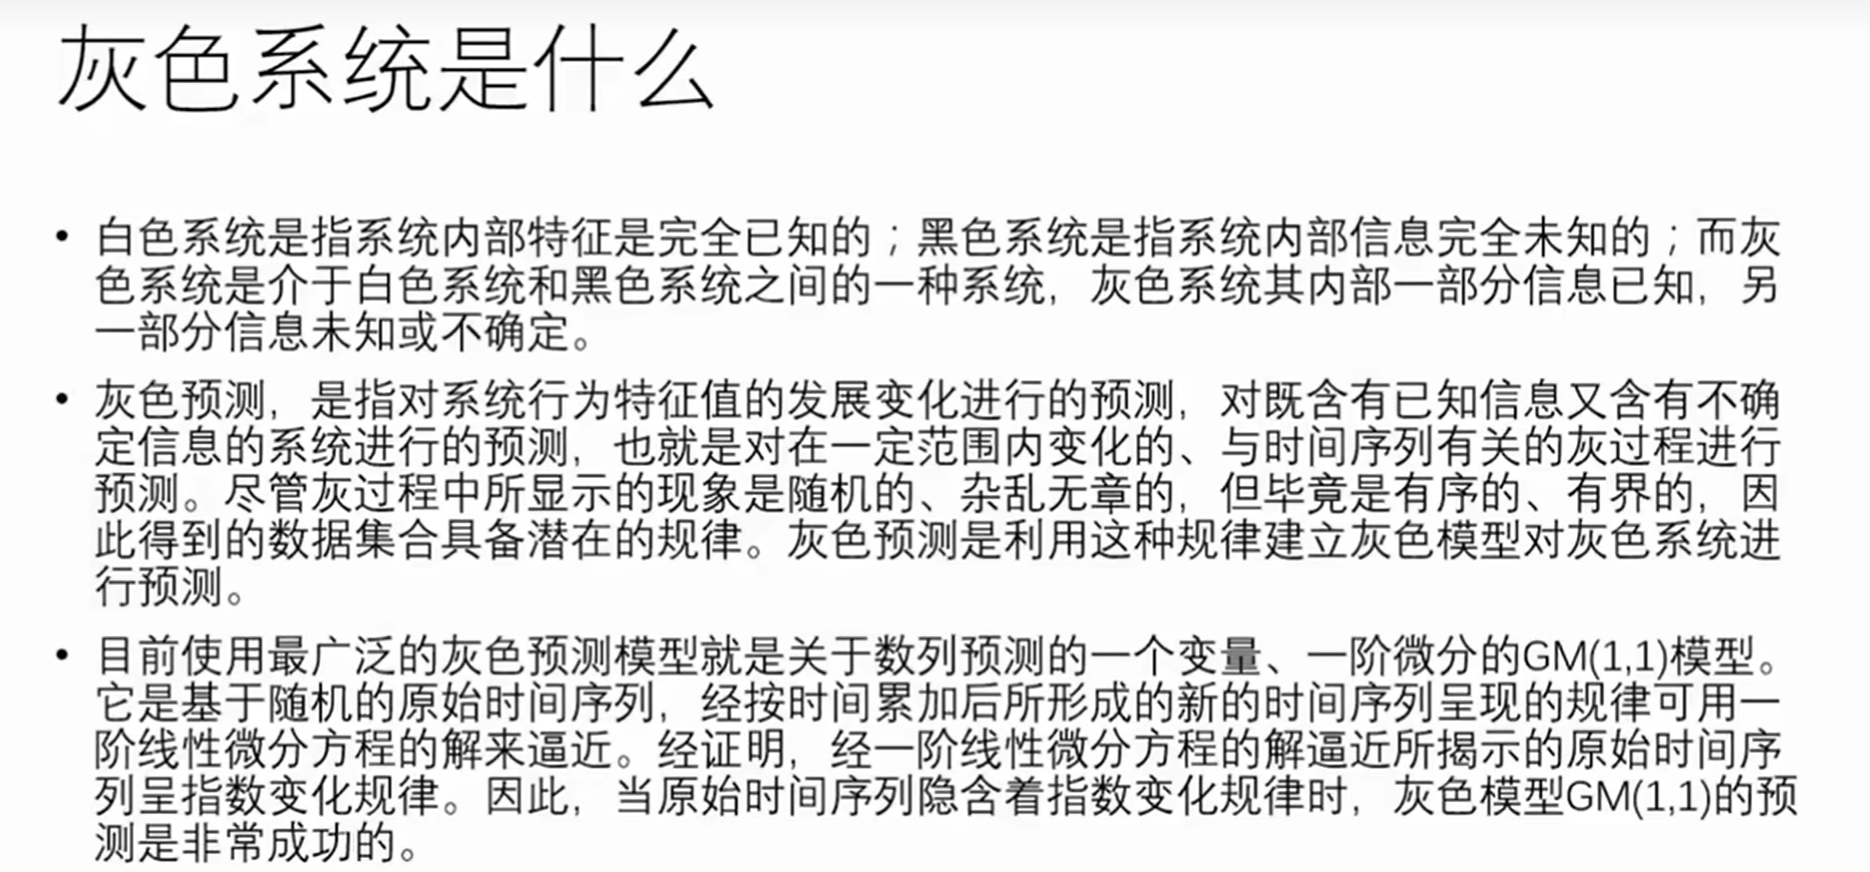 灰色系统是什么
• 白色系统是指系统内部特征是完全已知的；黑色系统是指系统内部信息完全未知的；而灰
色系统是介于白色系统和黑色系统之间的一种系统，灰色系统其内部一部分信息已知，另
一部分信息未知或不确定。
• 灰色预测，是指对系统行为特征值的发展变化进行的预测，对既含有已知信息又含有不确
定信息的系统进行的预测，也就是对在一定范围内变化的、与时间序列有关的灰过程进行
预测。尽管灰过程中所显示的现象是随机的、杂乱无章的，但毕竟是有序的、有界的，因
此得到的数据集合具备潜在的规律。灰色预测是利用这种规律建立灰色模型对灰色系统进
行预测。
• 目前使用最广泛的灰色预测模型就是关于数列预测的一个变量、一阶微分的GM(1,1)模型。
它是基于随机的原始时间序列，经按时间累加后所形成的新的时间序列呈现的规律可用一
阶线性微分方程的解来逼近。经证明，经一阶线性微分方程的解逼近所揭示的原始时间序
列呈指数变化规律。因此，当原始时间序列隐含着指数变化规律时，灰色模型GM(1,1)的预
测是非常成功的。